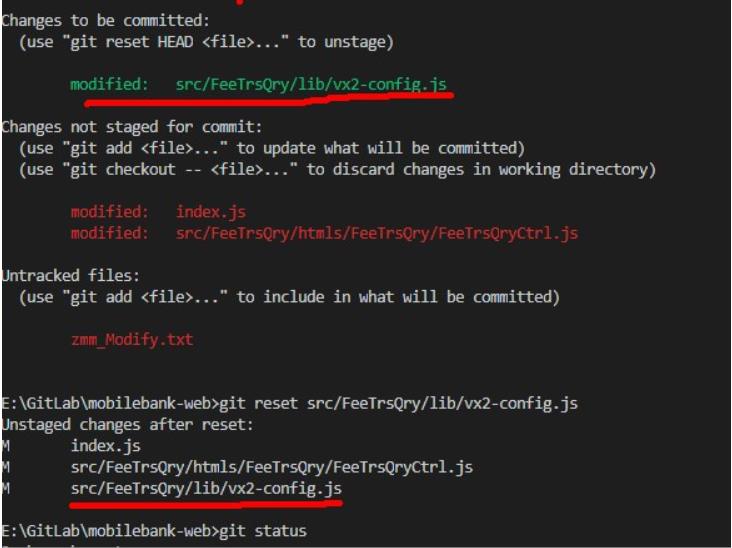 Changes to be committed:
(use "git reset HEAD <file>..." to unstage)
modified: src/FeeTrsQry/lib/vx2-config.js
Changes not staged for commit:
(use "git add <file>..." to update what will be committed)
(use "git checkout -- <file>..." to discard changes in working directory)
modified: index.js
modified: src/FeeTrsQry/htmls/FeeTrsQry/FeeTrsQryCtrl.js
Untracked files:
(use "git add <file>..." to include in what will be committed)
zmm_Modify.txt
E:\GitLab\mobilebank-web>git reset src/FeeTrsQry/lib/vx2-config.js
Unstaged changes after reset:
M index.js
M src/FeeTrsQry/htmls/FeeTrsQry/FeeTrsQryCtrl.js
M src/FeeTrsQry/lib/vx2-config.js
E:\GitLab\mobilebank-web>git status